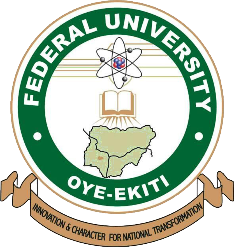 FEDERAL UNIVERSITY
OYE-EKITI
INNOVATION & CHARACTER FOR NATIONAL TRANSFORMATION